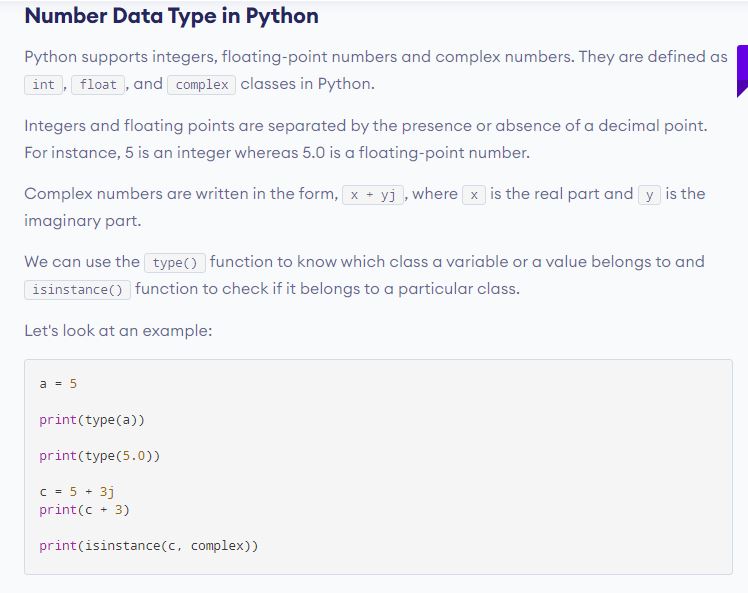 Number Data Type in Python
Python supports integers, floating-point numbers and complex numbers. They are defined as
int, float, and complex classes in Python.
Integers and floating points are separated by the presence or absence of a decimal point.
For instance, 5 is an integer whereas 5.0 is a floating-point number.
Complex numbers are written in the form, x + yj, where x is the real part and y is the
imaginary part.
We can use the type() function to know which class a variable or a value belongs to and
isinstance() function to check if it belongs to a particular class.
Let's look at an example:
a = 5
print(type(a))
print(type(5.0))
c = 5 + 3j
print(c + 3)
print(isinstance(c, complex))